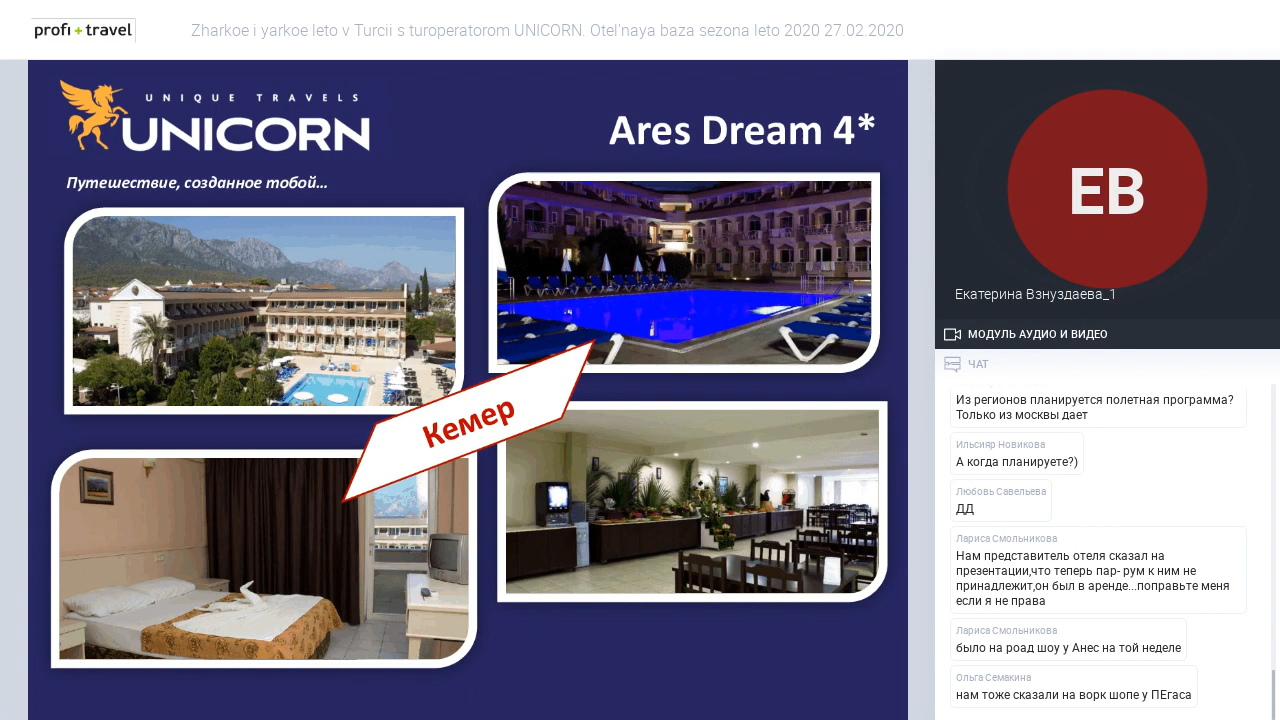 profi + travel
Zharkoe i yarkoe leto v Turcii s turoperatorom UNICORN. Otel'naya baza sezona leto 2020 27.02.2020
UNIQUE TRAVELS
UNICORN
Путешествие, созданное тобой...
Ares Dream 4*
Кемер
ЕВ
Екатерина Взнуздаева_1
МОДУЛЬ АУДИО И ВИДЕО
ЧАТ
Из регионов планируется полетная программа?
Только из москвы дает
Ильсияр Новикова
А когда планируете?)
Любовь Савельева
ДД
Лариса Смольникова
Нам представитель отеля сказал на
презентации,что теперь пар- рум к ним не
принадлежит,он был в аренде...поправьте меня
если я не права
Лариса Смольникова
было на роад шоу у Анес на той неделе
Ольга Семакина
нам тоже сказали на ворк шопе у ПЕгаса